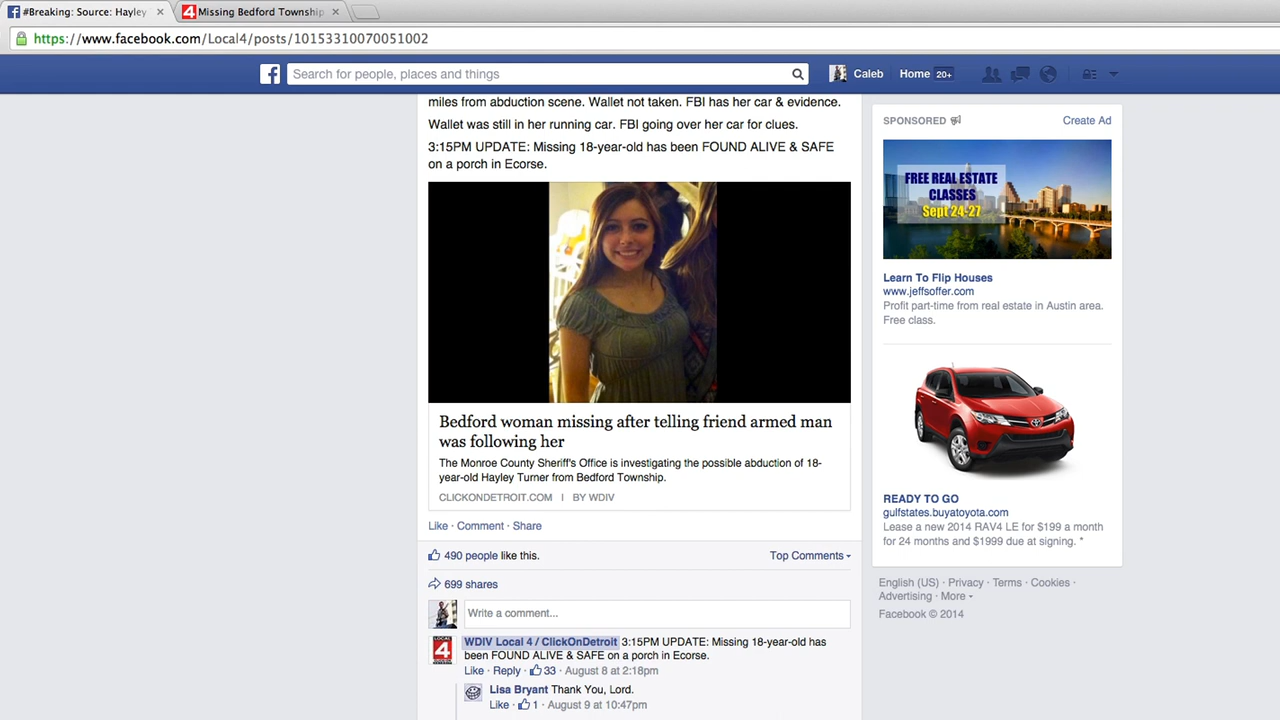 #Breaking: Source: Hayley
4 Missing Bedford Township
https://www.facebook.com/Local4/posts/10153310070051002
f
Search for people, places and things
Caleb
Home 20+
miles from abduction scene. Wallet not taken. FBI has her car & evidence.
Wallet was still in her running car. FBI going over her car for clues.
3:15PM UPDATE: Missing 18-year-old has been FOUND ALIVE & SAFE
on a porch in Ecorse.
Bedford woman missing after telling friend armed man
was following her
The Monroe County Sheriff's Office is investigating the possible abduction of 18-
year-old Hayley Turner from Bedford Township.
CLICKONDETROIT.COM | BY WDIV
Like · Comment · Share
490 people like this.
Top Comments
699 shares
Write a comment...
LOCAL
4
WDIV Local 4 / ClickOnDetroit 3:15PM UPDATE: Missing 18-year-old has
been FOUND ALIVE & SAFE on a porch in Ecorse.
Like · Reply · 33 · August 8 at 2:18pm
Lisa Bryant Thank You, Lord.
Like · 1 · August 9 at 10:47pm
SPONSORED
Create Ad
FREE REAL ESTATE
CLASSES
Sept 24-27
Learn To Flip Houses
www.jeffsoffer.com
Profit part-time from real estate in Austin area.
Free class.
READY TO GO
gulfstates.buyatoyota.com
Lease a new 2014 RAV4 LE for $199 a month
for 24 months and $1999 due at signing. *
English (US) · Privacy · Terms · Cookies ·
Advertising · More
Facebook © 2014